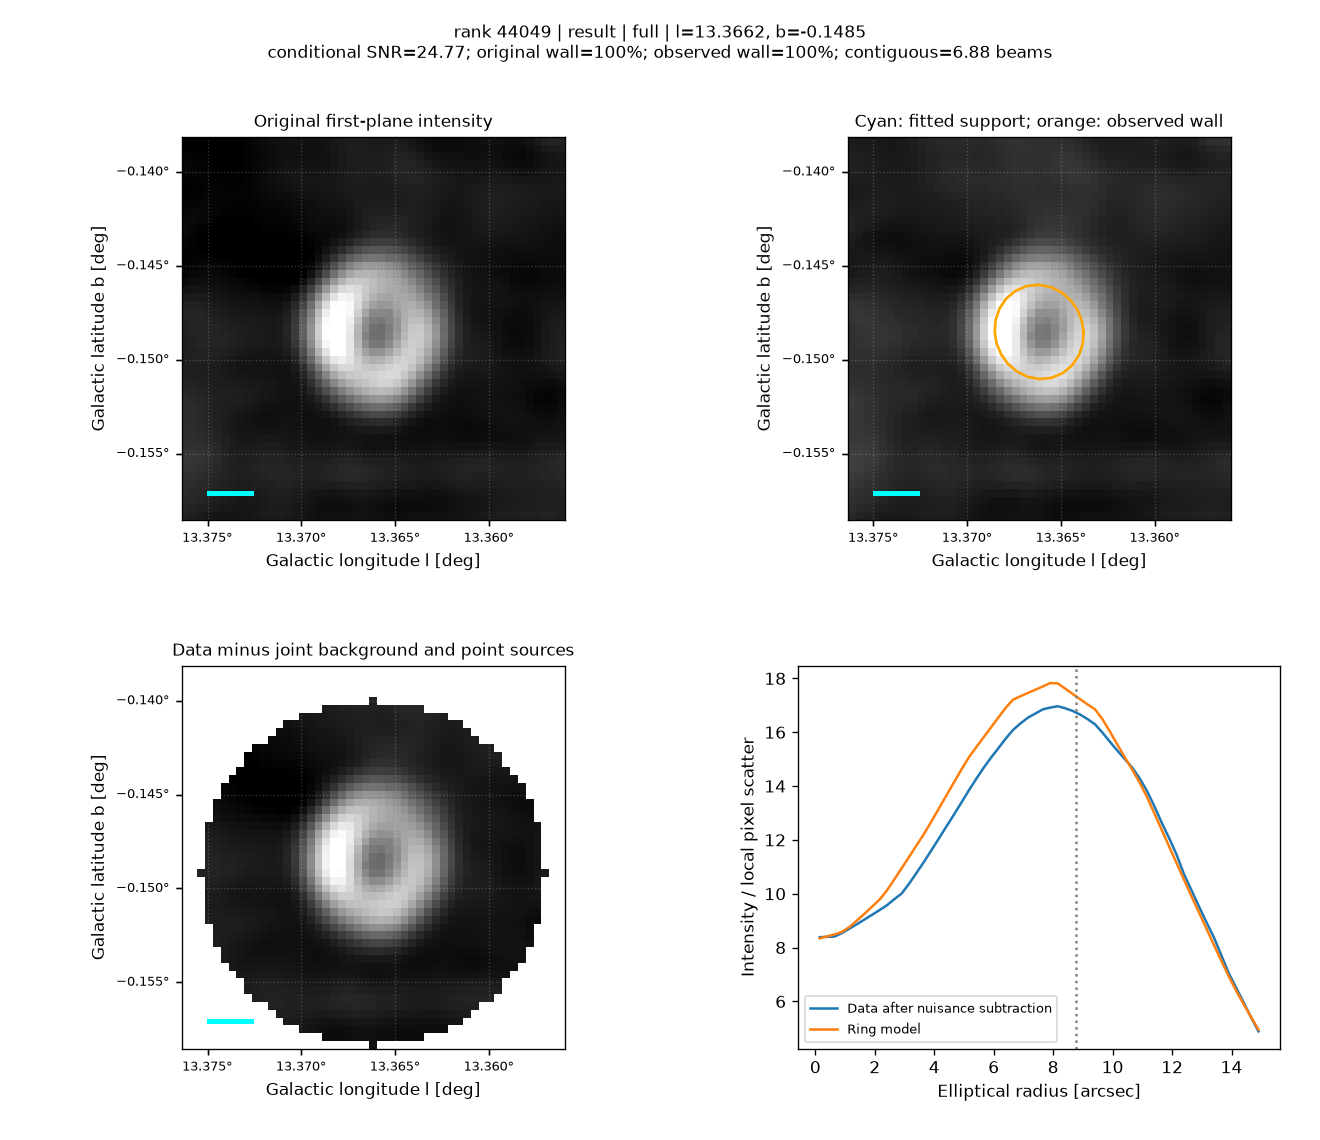 rank 44049 | result | full | l=13.3662, b=-0.1485
conditional SNR=24.77; original wall=100%; observed wall=100%; contiguous=6.88 beams
Original first-plane intensity
−0.140°
−0.145°
−0.150°
−0.155°
Galactic latitude b [deg]
13.375°
13.370°
13.365°
13.360°
Galactic longitude l [deg]
Cyan: fitted support; orange: observed wall
−0.140°
−0.145°
−0.150°
−0.155°
Galactic latitude b [deg]
13.375°
13.370°
13.365°
13.360°
Galactic longitude l [deg]
Data minus joint background and point sources
−0.140°
−0.145°
−0.150°
−0.155°
Galactic latitude b [deg]
13.375°
13.370°
13.365°
13.360°
Galactic longitude l [deg]
18
16
14
12
10
8
6
Intensity / local pixel scatter
Data after nuisance subtraction
Ring model
0
2
4
6
8
10
12
14
Elliptical radius [arcsec]